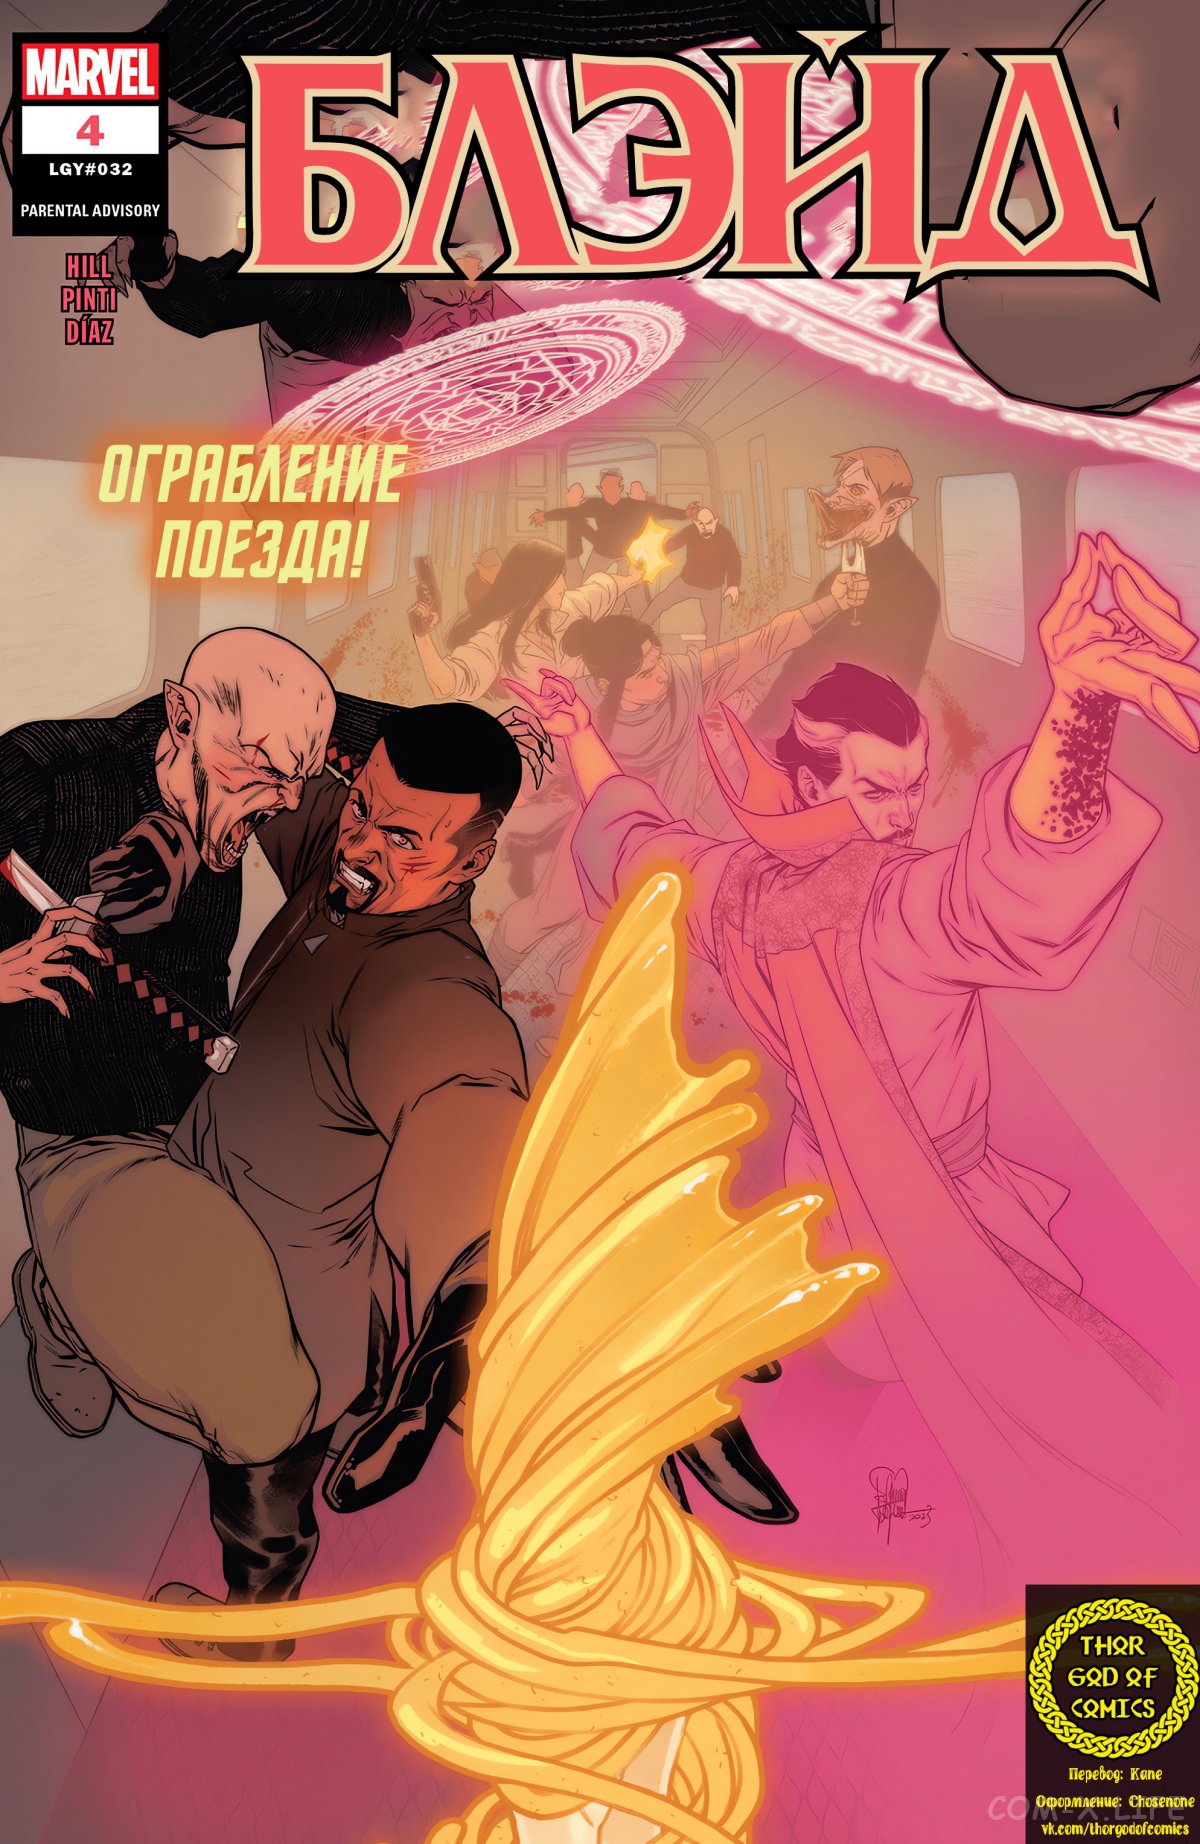 MARVEL
4
LGY#032
PARENTAL ADVISORY
БЛЭЙД
HILL
PINTI
DÍAZ
ОГРАБЛЕНИЕ
ПОЕЗДА!
2023
THOR
GOD OF
COMICS
Перевод: Kane
Оформление: Chosenone
COM-X.LIFE
vk.com/thorgodofcomics